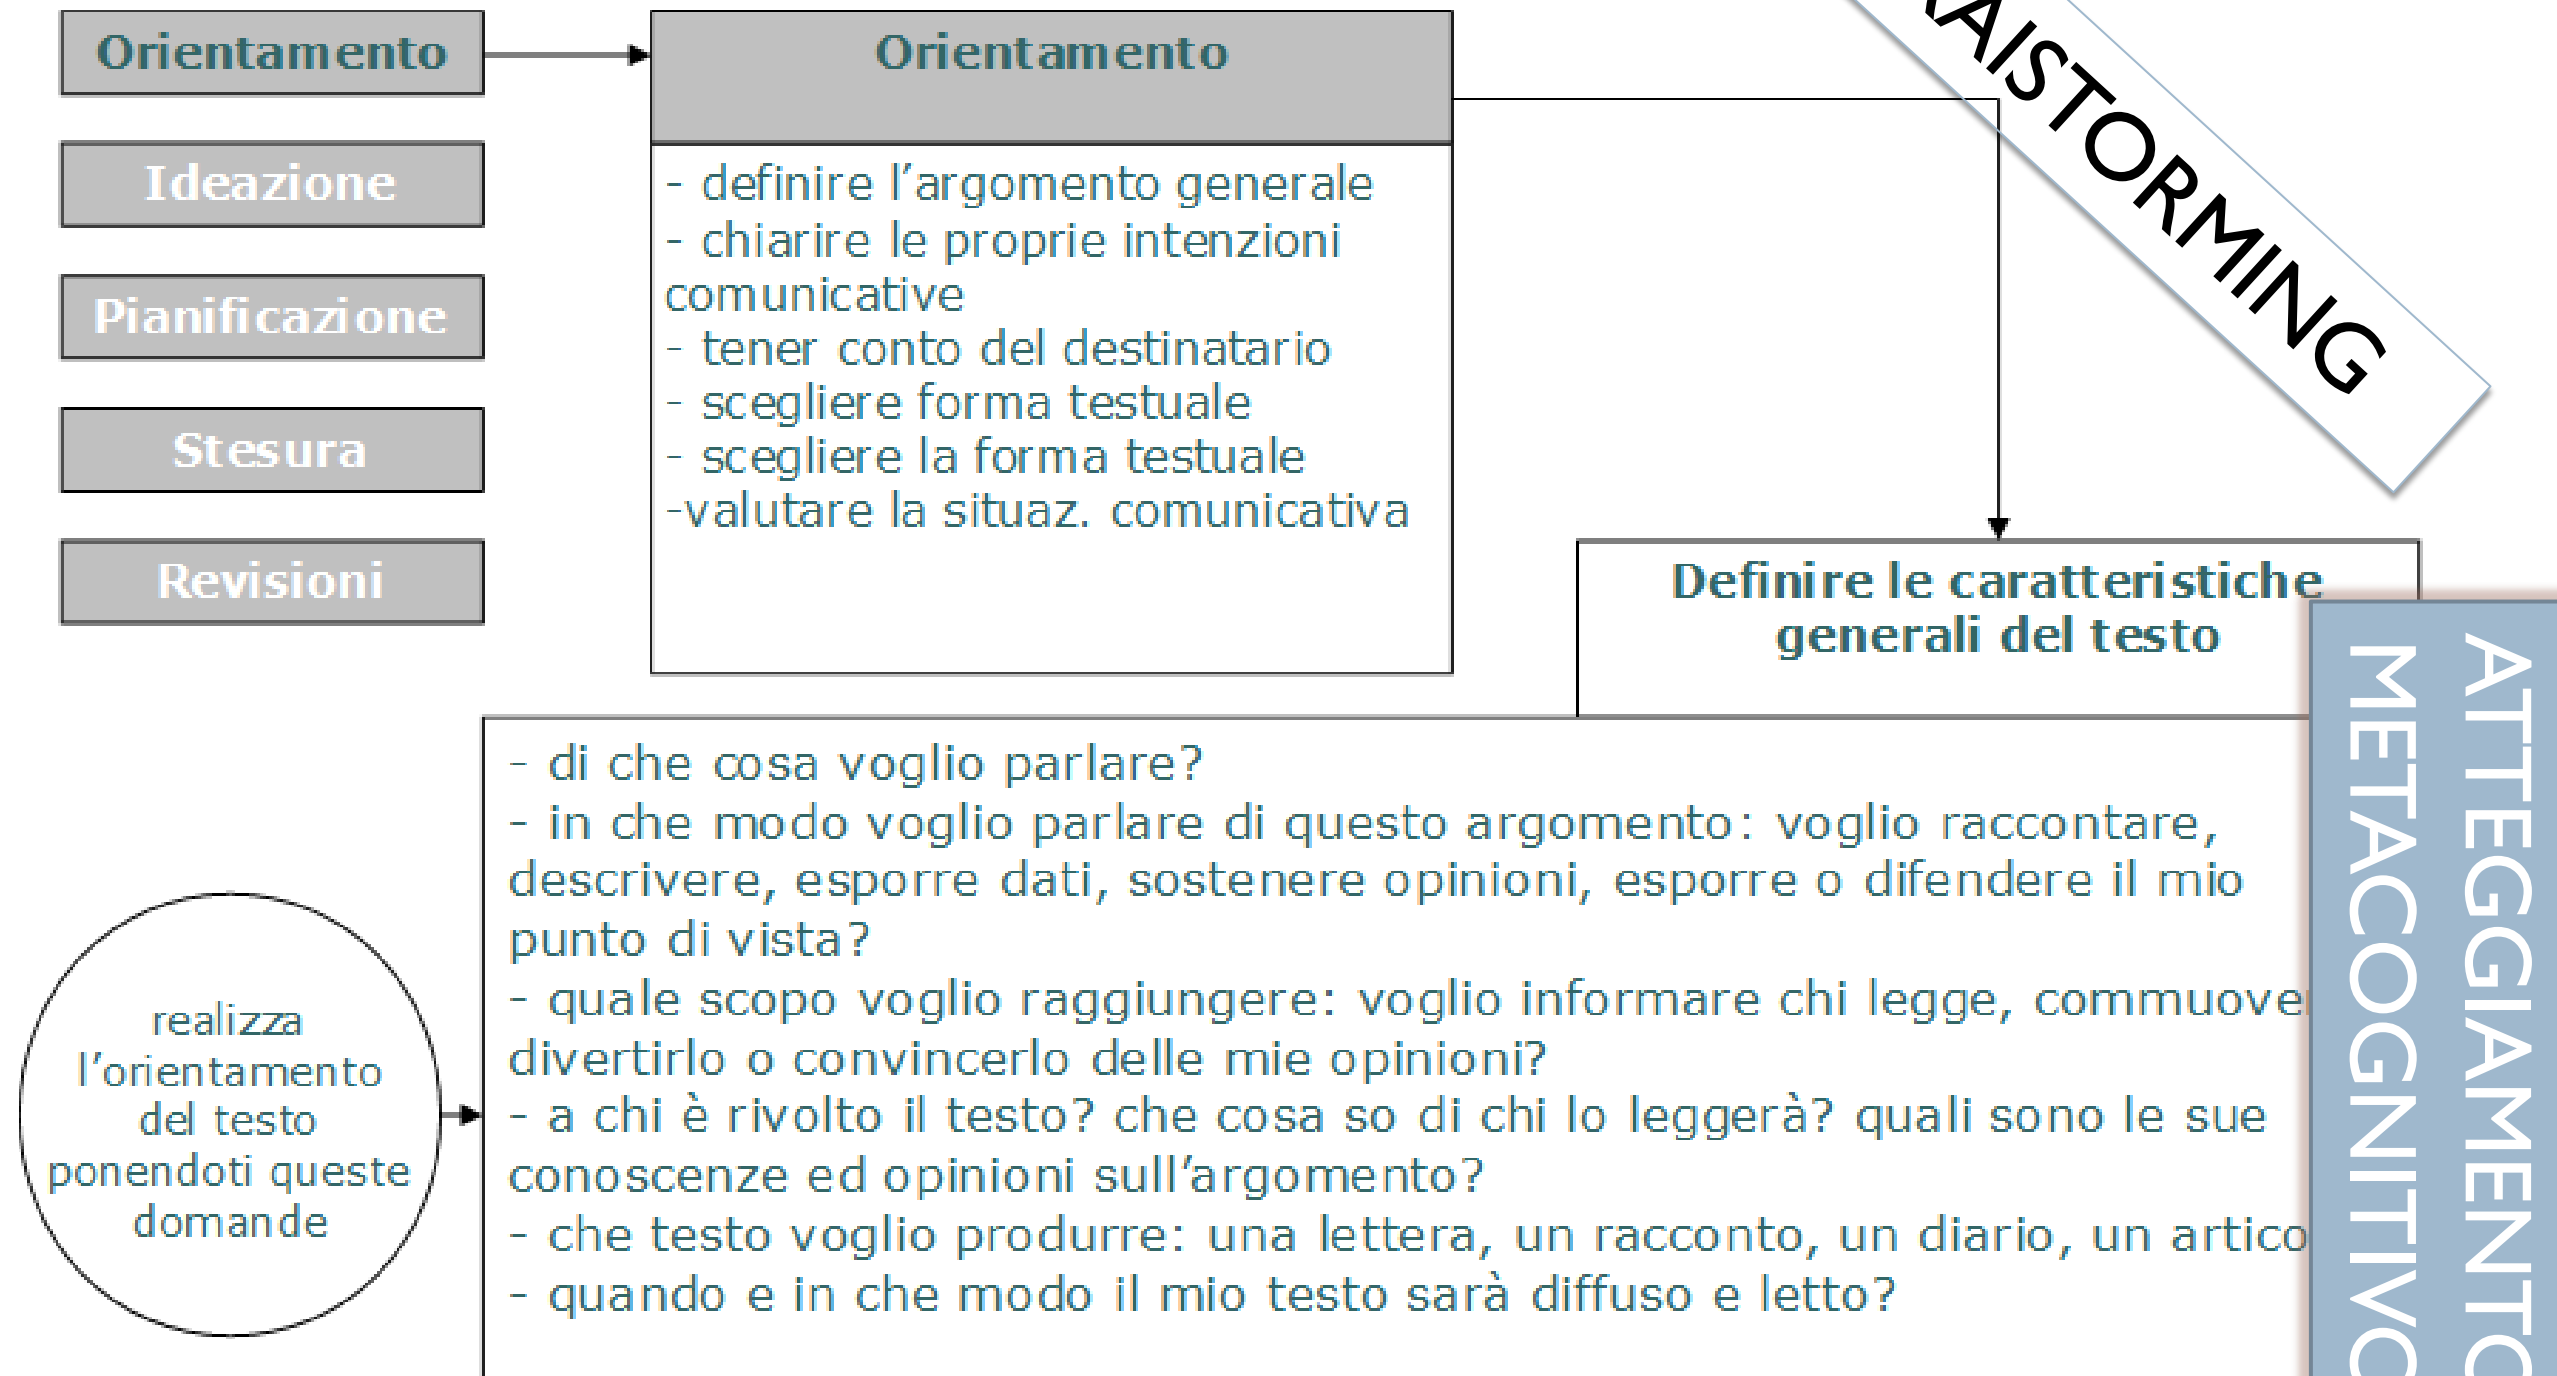 Orientamento
Ideazione
Pianificazione
Stesura
Revisioni
Orientamento
- definire l’argomento generale
- chiarire le proprie intenzioni
comunicative
- tener conto del destinatario
- scegliere forma testuale
- scegliere la forma testuale
-valutare la situaz. comunicativa
RAISTORMING
Definire le caratteristiche
generali del testo
realizza
l’orientamento
del testo
ponendoti queste
domande
- di che cosa voglio parlare?
- in che modo voglio parlare di questo argomento: voglio raccontare,
descrivere, esporre dati, sostenere opinioni, esporre o difendere il mio
punto di vista?
- quale scopo voglio raggiungere: voglio informare chi legge, commuove
divertirlo o convincerlo delle mie opinioni?
- a chi è rivolto il testo? che cosa so di chi lo leggerà? quali sono le sue
conoscenze ed opinioni sull’argomento?
- che testo voglio produrre: una lettera, un racconto, un diario, un artico
- quando e in che modo il mio testo sarà diffuso e letto?
ATTEGGIAMENTO
METACOGNITIVO